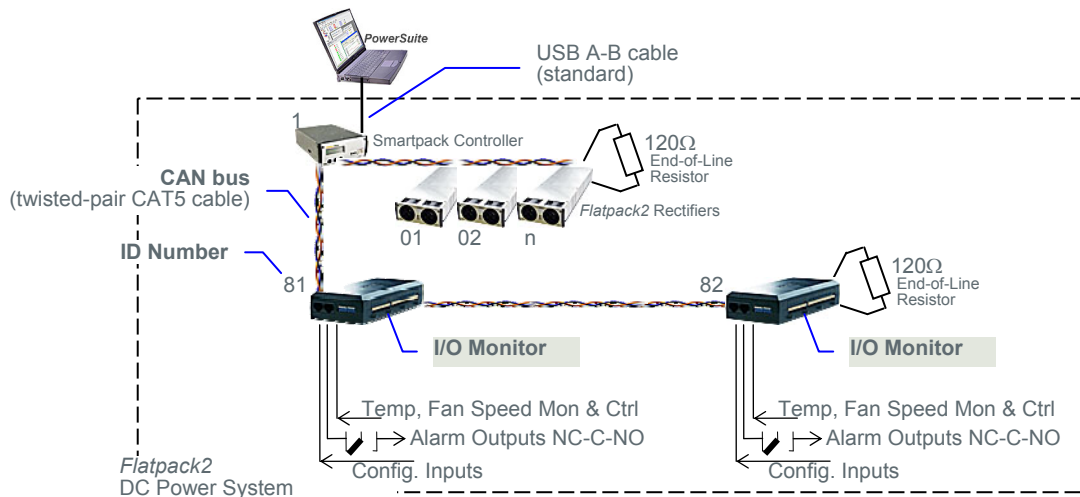 PowerSuite
USB A-B cable
(standard)
1
Smartpack Controller
120Ω
End-of-Line
Resistor
CAN bus
(twisted-pair CAT5 cable)
Flatpack2 Rectifiers
01 02 n
ID Number
81
82
120Ω
End-of-Line
Resistor
I/O Monitor
I/O Monitor
Temp, Fan Speed Mon & Ctrl
Alarm Outputs NC-C-NO
Config. Inputs
Temp, Fan Speed Mon & Ctrl
Alarm Outputs NC-C-NO
Config. Inputs
Flatpack2
DC Power System